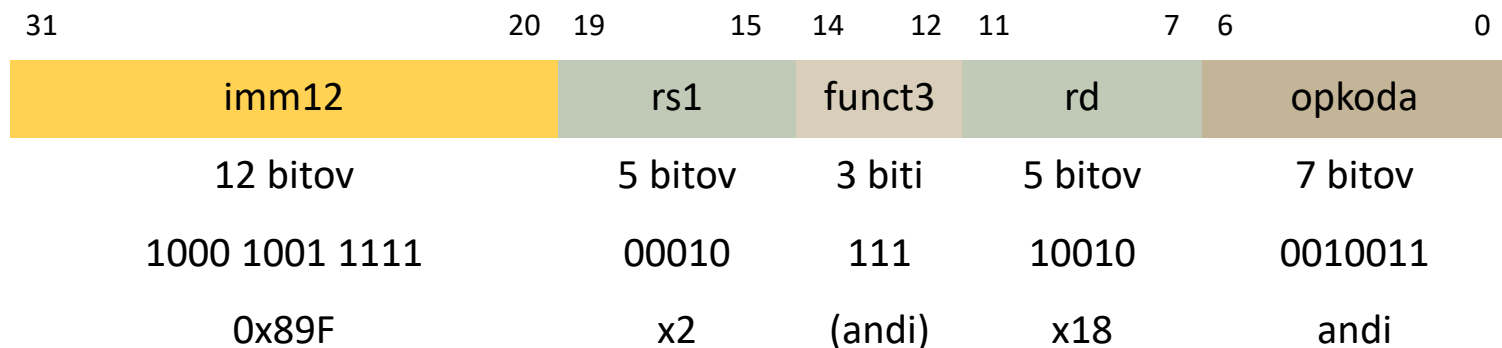 31 20 19 15 14 12 11 7 6 0
imm12 rs1 funct3 rd opkoda
12 bitov 5 bitov 3 biti 5 bitov 7 bitov
1000 1001 1111 00010 111 10010 0010011
0x89F x2 (andi) x18 andi